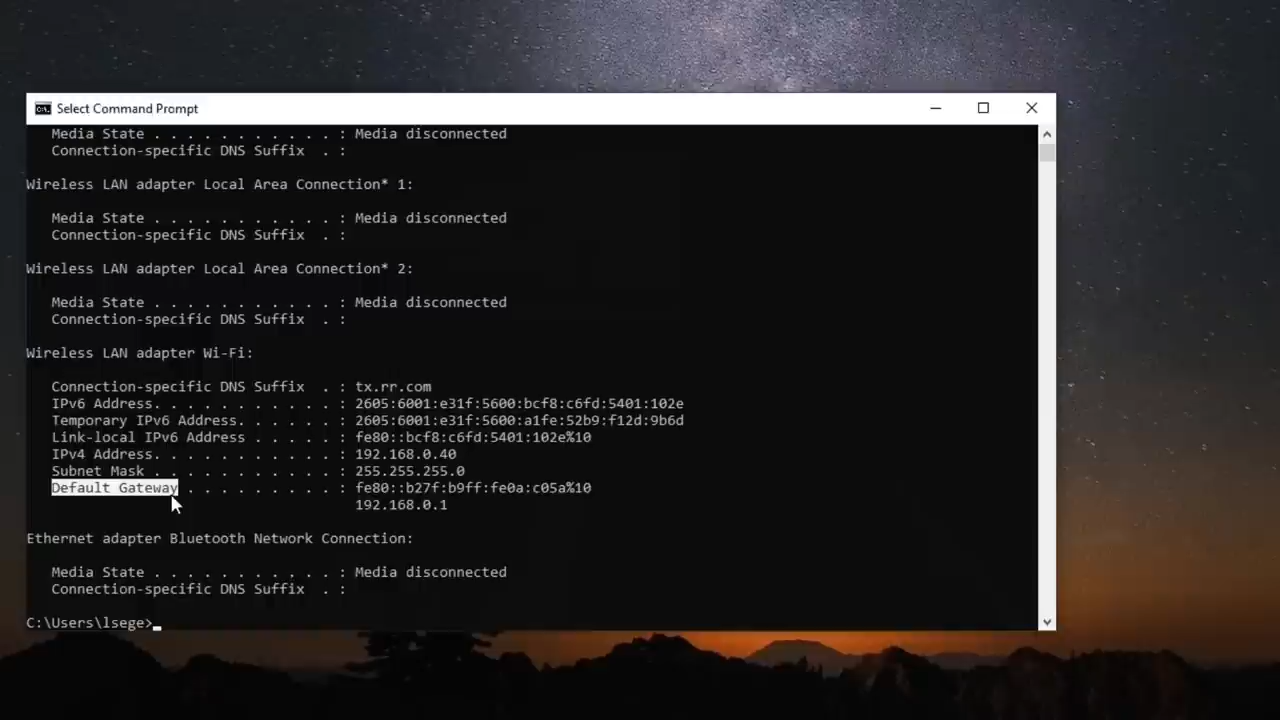 Select Command Prompt
Media State . . . . . . . . . . . : Media disconnected
Connection-specific DNS Suffix  . :
Wireless LAN adapter Local Area Connection* 1:
Media State . . . . . . . . . . . : Media disconnected
Connection-specific DNS Suffix  . :
Wireless LAN adapter Local Area Connection* 2:
Media State . . . . . . . . . . . : Media disconnected
Connection-specific DNS Suffix  . :
Wireless LAN adapter Wi-Fi:
Connection-specific DNS Suffix  . : tx.rr.com
IPv6 Address. . . . . . . . . . . : 2605:6001:e31f:5600:bcf8:c6fd:5401:102e
Temporary IPv6 Address. . . . . . : 2605:6001:e31f:5600:a1fe:52b9:f12d:9b6d
Link-local IPv6 Address . . . . . : fe80::bcf8:c6fd:5401:102e%10
IPv4 Address. . . . . . . . . . . : 192.168.0.40
Subnet Mask . . . . . . . . . . . : 255.255.255.0
Default Gateway . . . . . . . . . : fe80::b27f:b9ff:fe0a:c05a%10
192.168.0.1
Ethernet adapter Bluetooth Network Connection:
Media State . . . . . . . . . . . : Media disconnected
Connection-specific DNS Suffix  . :
C:\Users\lsege>